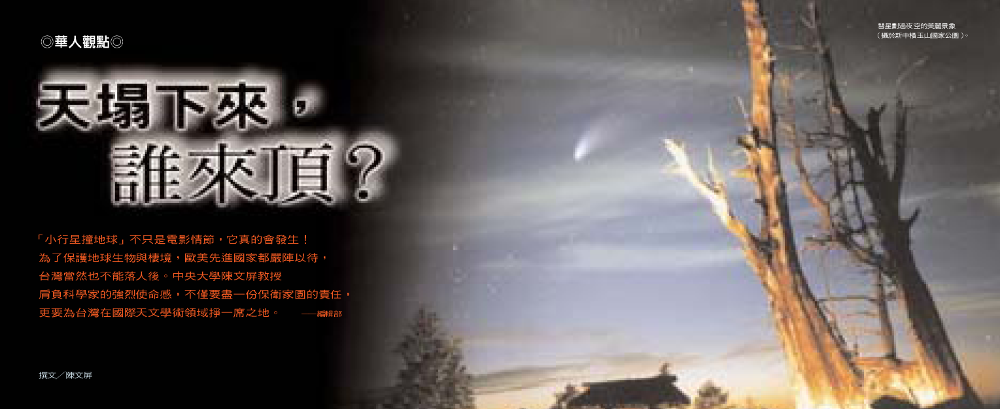 ◎華人觀點◎
天塌下來，
誰來頂？
「小行星撞地球」不只是電影情節，它真的會發生！
為了保護地球生物與棲境，歐美先進國家都嚴陣以待，
台灣當然也不能落人後。中央大學陳文屏教授
肩負科學家的強烈使命感，不僅要盡一份保衛家園的責任，
更要為台灣在國際天文學術領域掙一席之地。 ──編輯部
撰文／陳文屏
彗星劃過夜空的美麗景象
（攝於新中橫玉山國家公園）。